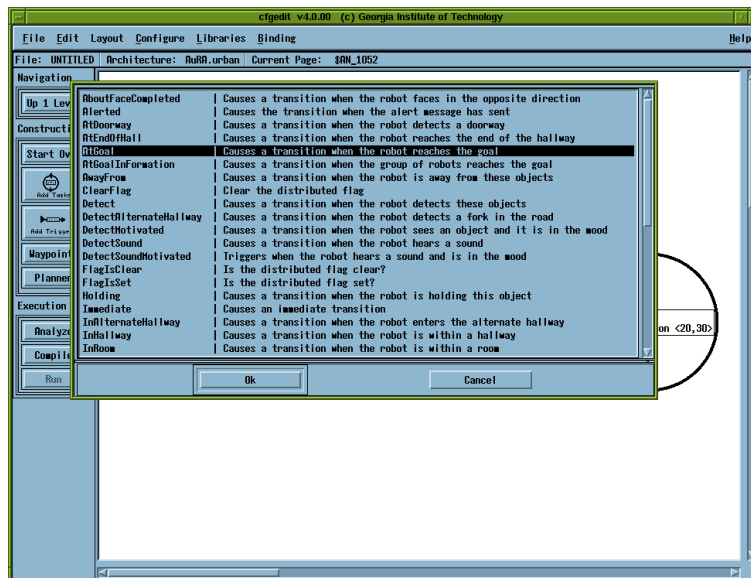 cfgedit v4.0.00 (c) Georgia Institute of Technology
File Edit Layout Configure Libraries Binding Help
File: UNTITLED Architecture: AuRA.urban Current Page: $AN_1052
Navigation
Up 1 Lev
Constructi
Start Ov
Add Task
Add Trigge
Waypoint
Planner
Execution
Analyze
Compile
Run
AboutFaceCompleted | Causes a transition when the robot faces in the opposite direction
Alerted | Causes the transition when the alert message has sent
AtDoorway | Causes a transition when the robot detects a doorway
AtEndOfHall | Causes a transition when the robot reaches the end of the hallway
AtGoal | Causes a transition when the robot reaches the goal
AtGoalInFormation | Causes a transition when the group of robots reaches the goal
AwayFrom | Causes a transition when the robot is away from these objects
ClearFlag | Clear the distributed flag
Detect | Causes a transition when the robot detects these objects
DetectAlternateHallway | Causes a transition when the robot detects a fork in the road
DetectMotivated | Causes a transition when the robot sees an object and it is in the mood
DetectSound | Causes a transition when the robot hears a sound
DetectSoundMotivated | Triggers when the robot hears a sound and is in the mood
FlagIsClear | Is the distributed flag clear?
FlagIsSet | Is the distributed flag set?
Holding | Causes a transition when the robot is holding this object
Immediate | Causes an immediate transition
InAlternateHallway | Causes a transition when the robot enters the alternate hallway
InHallway | Causes a transition when the robot is within a hallway
InRoom | Causes a transition when the robot is within a room
on <20,30>
Ok Cancel